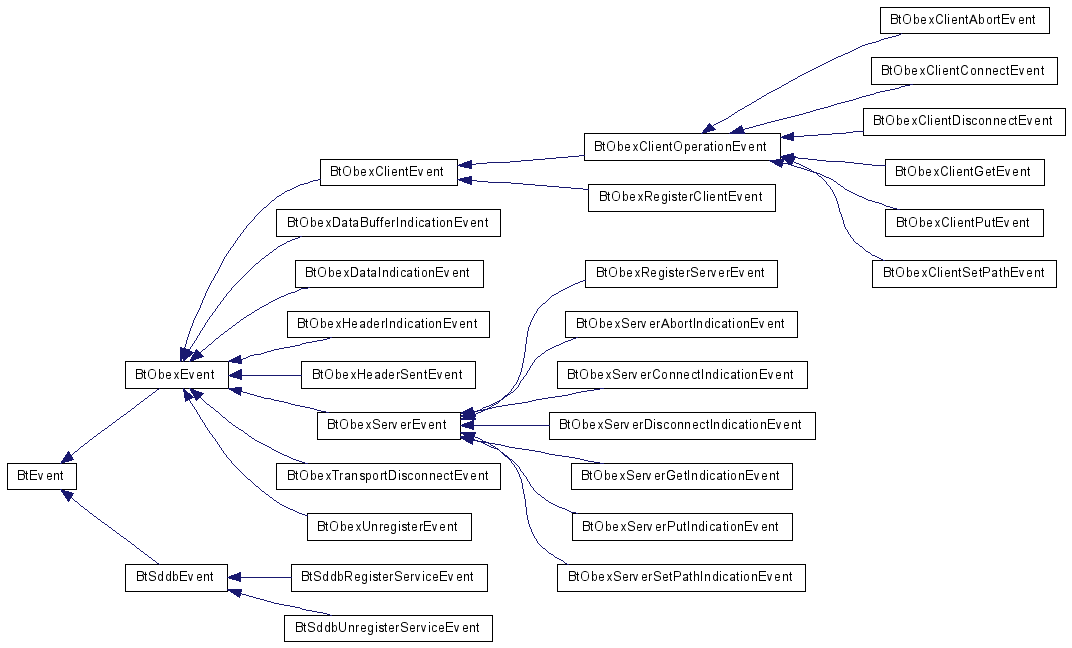 BtObexClientAbortEvent
BtObexClientConnectEvent
BtObexClientDisconnectEvent
BtObexClientOperationEvent
BtObexClientEvent
BtObexClientGetEvent
BtObexRegisterClientEvent
BtObexDataBufferIndicationEvent
BtObexClientPutEvent
BtObexDataIndicationEvent
BtObexRegisterServerEvent
BtObexClientSetPathEvent
BtObexHeaderIndicationEvent
BtObexServerAbortIndicationEvent
BtObexEvent
BtObexHeaderSentEvent
BtObexServerConnectIndicationEvent
BtObexServerEvent
BtObexServerDisconnectIndicationEvent
BtEvent
BtObexTransportDisconnectEvent
BtObexServerGetIndicationEvent
BtObexUnregisterEvent
BtObexServerPutIndicationEvent
BtSddbEvent
BtSddbRegisterServiceEvent
BtObexServerSetPathIndicationEvent
BtSddbUnregisterServiceEvent